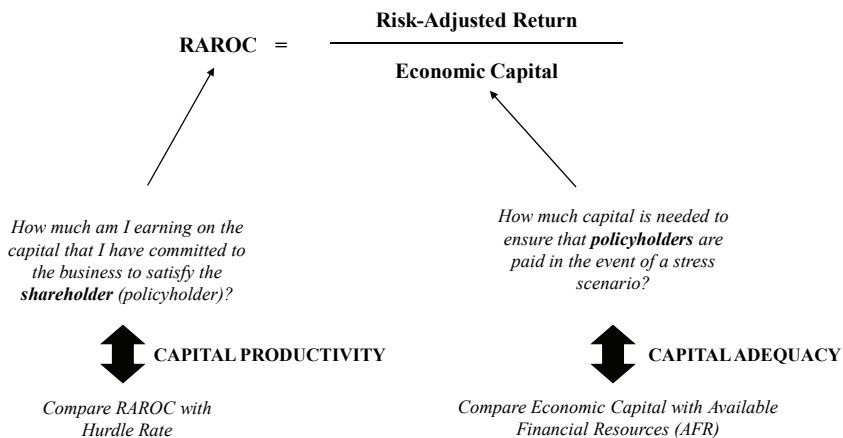 Risk-Adjusted Return
RAROC =
Economic Capital
How much am I earning on the
capital that I have committed to
the business to satisfy the
shareholder (policyholder)?
How much capital is needed to
ensure that policyholders are
paid in the event of a stress
scenario?
CAPITAL PRODUCTIVITY
CAPITAL ADEQUACY
Compare RAROC with
Hurdle Rate
Compare Economic Capital with Available
Financial Resources (AFR)